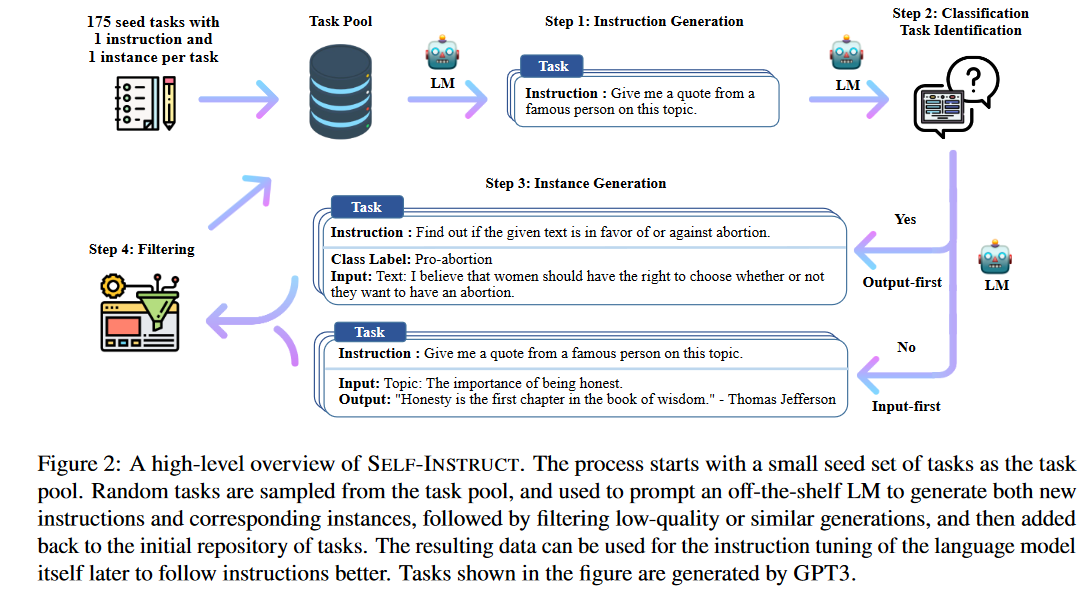 175 seed tasks with
1 instruction and
1 instance per task
Task Pool
LM
Step 1: Instruction Generation
Task
Instruction : Give me a quote from a
famous person on this topic.
LM
Step 2: Classification
Task Identification
?
Step 3: Instance Generation
Task
Instruction : Find out if the given text is in favor of or against abortion.
Class Label: Pro-abortion
Input: Text: I believe that women should have the right to choose whether or not
they want to have an abortion.
Yes
Output-first
LM
Task
Instruction : Give me a quote from a famous person on this topic.
Input: Topic: The importance of being honest.
Output: "Honesty is the first chapter in the book of wisdom." - Thomas Jefferson
No
Input-first
Step 4: Filtering
Figure 2: A high-level overview of SELF-INSTRUCT. The process starts with a small seed set of tasks as the task
pool. Random tasks are sampled from the task pool, and used to prompt an off-the-shelf LM to generate both new
instructions and corresponding instances, followed by filtering low-quality or similar generations, and then added
back to the initial repository of tasks. The resulting data can be used for the instruction tuning of the language model
itself later to follow instructions better. Tasks shown in the figure are generated by GPT3.